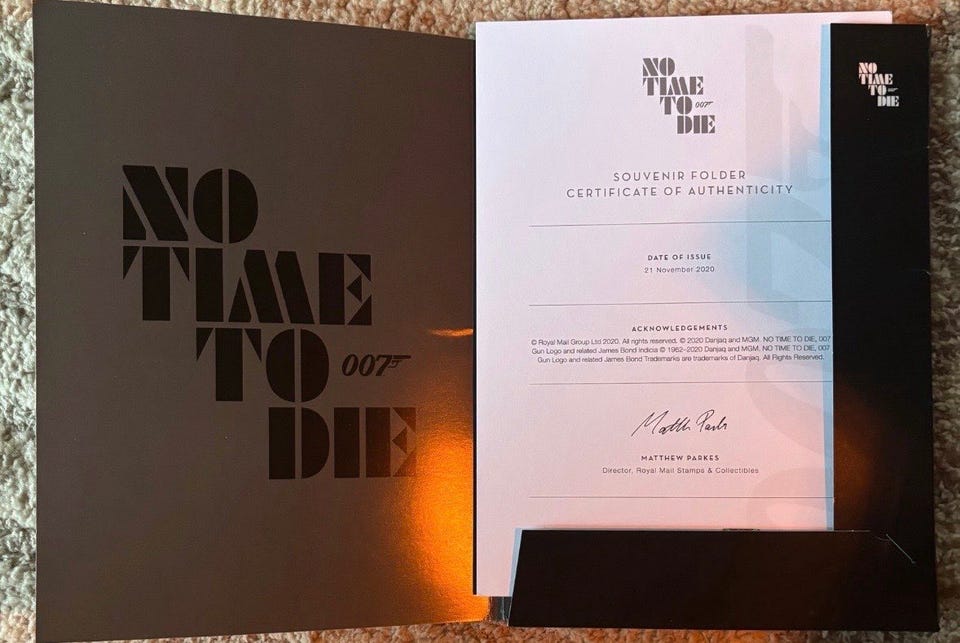 NO
TIME
TO 007
DIE
NO
TIME
TO 007
DIE
SOUVENIR FOLDER
CERTIFICATE OF AUTHENTICITY
DATE OF ISSUE
21 November 2020
ACKNOWLEDGEMENTS
© Royal Mail Group Ltd 2020. All rights reserved. © 2020 Danjaq and MGM. NO TIME TO DIE, 007
Gun Logo and related James Bond Indicia © 1962–2020 Danjaq and MGM. NO TIME TO DIE, 007
Gun Logo and related James Bond Trademarks are trademarks of Danjaq. All Rights Reserved.
Matth Parks
MATTHEW PARKES
Director, Royal Mail Stamps & Collectibles
NO
TIME
TO 007
DIE